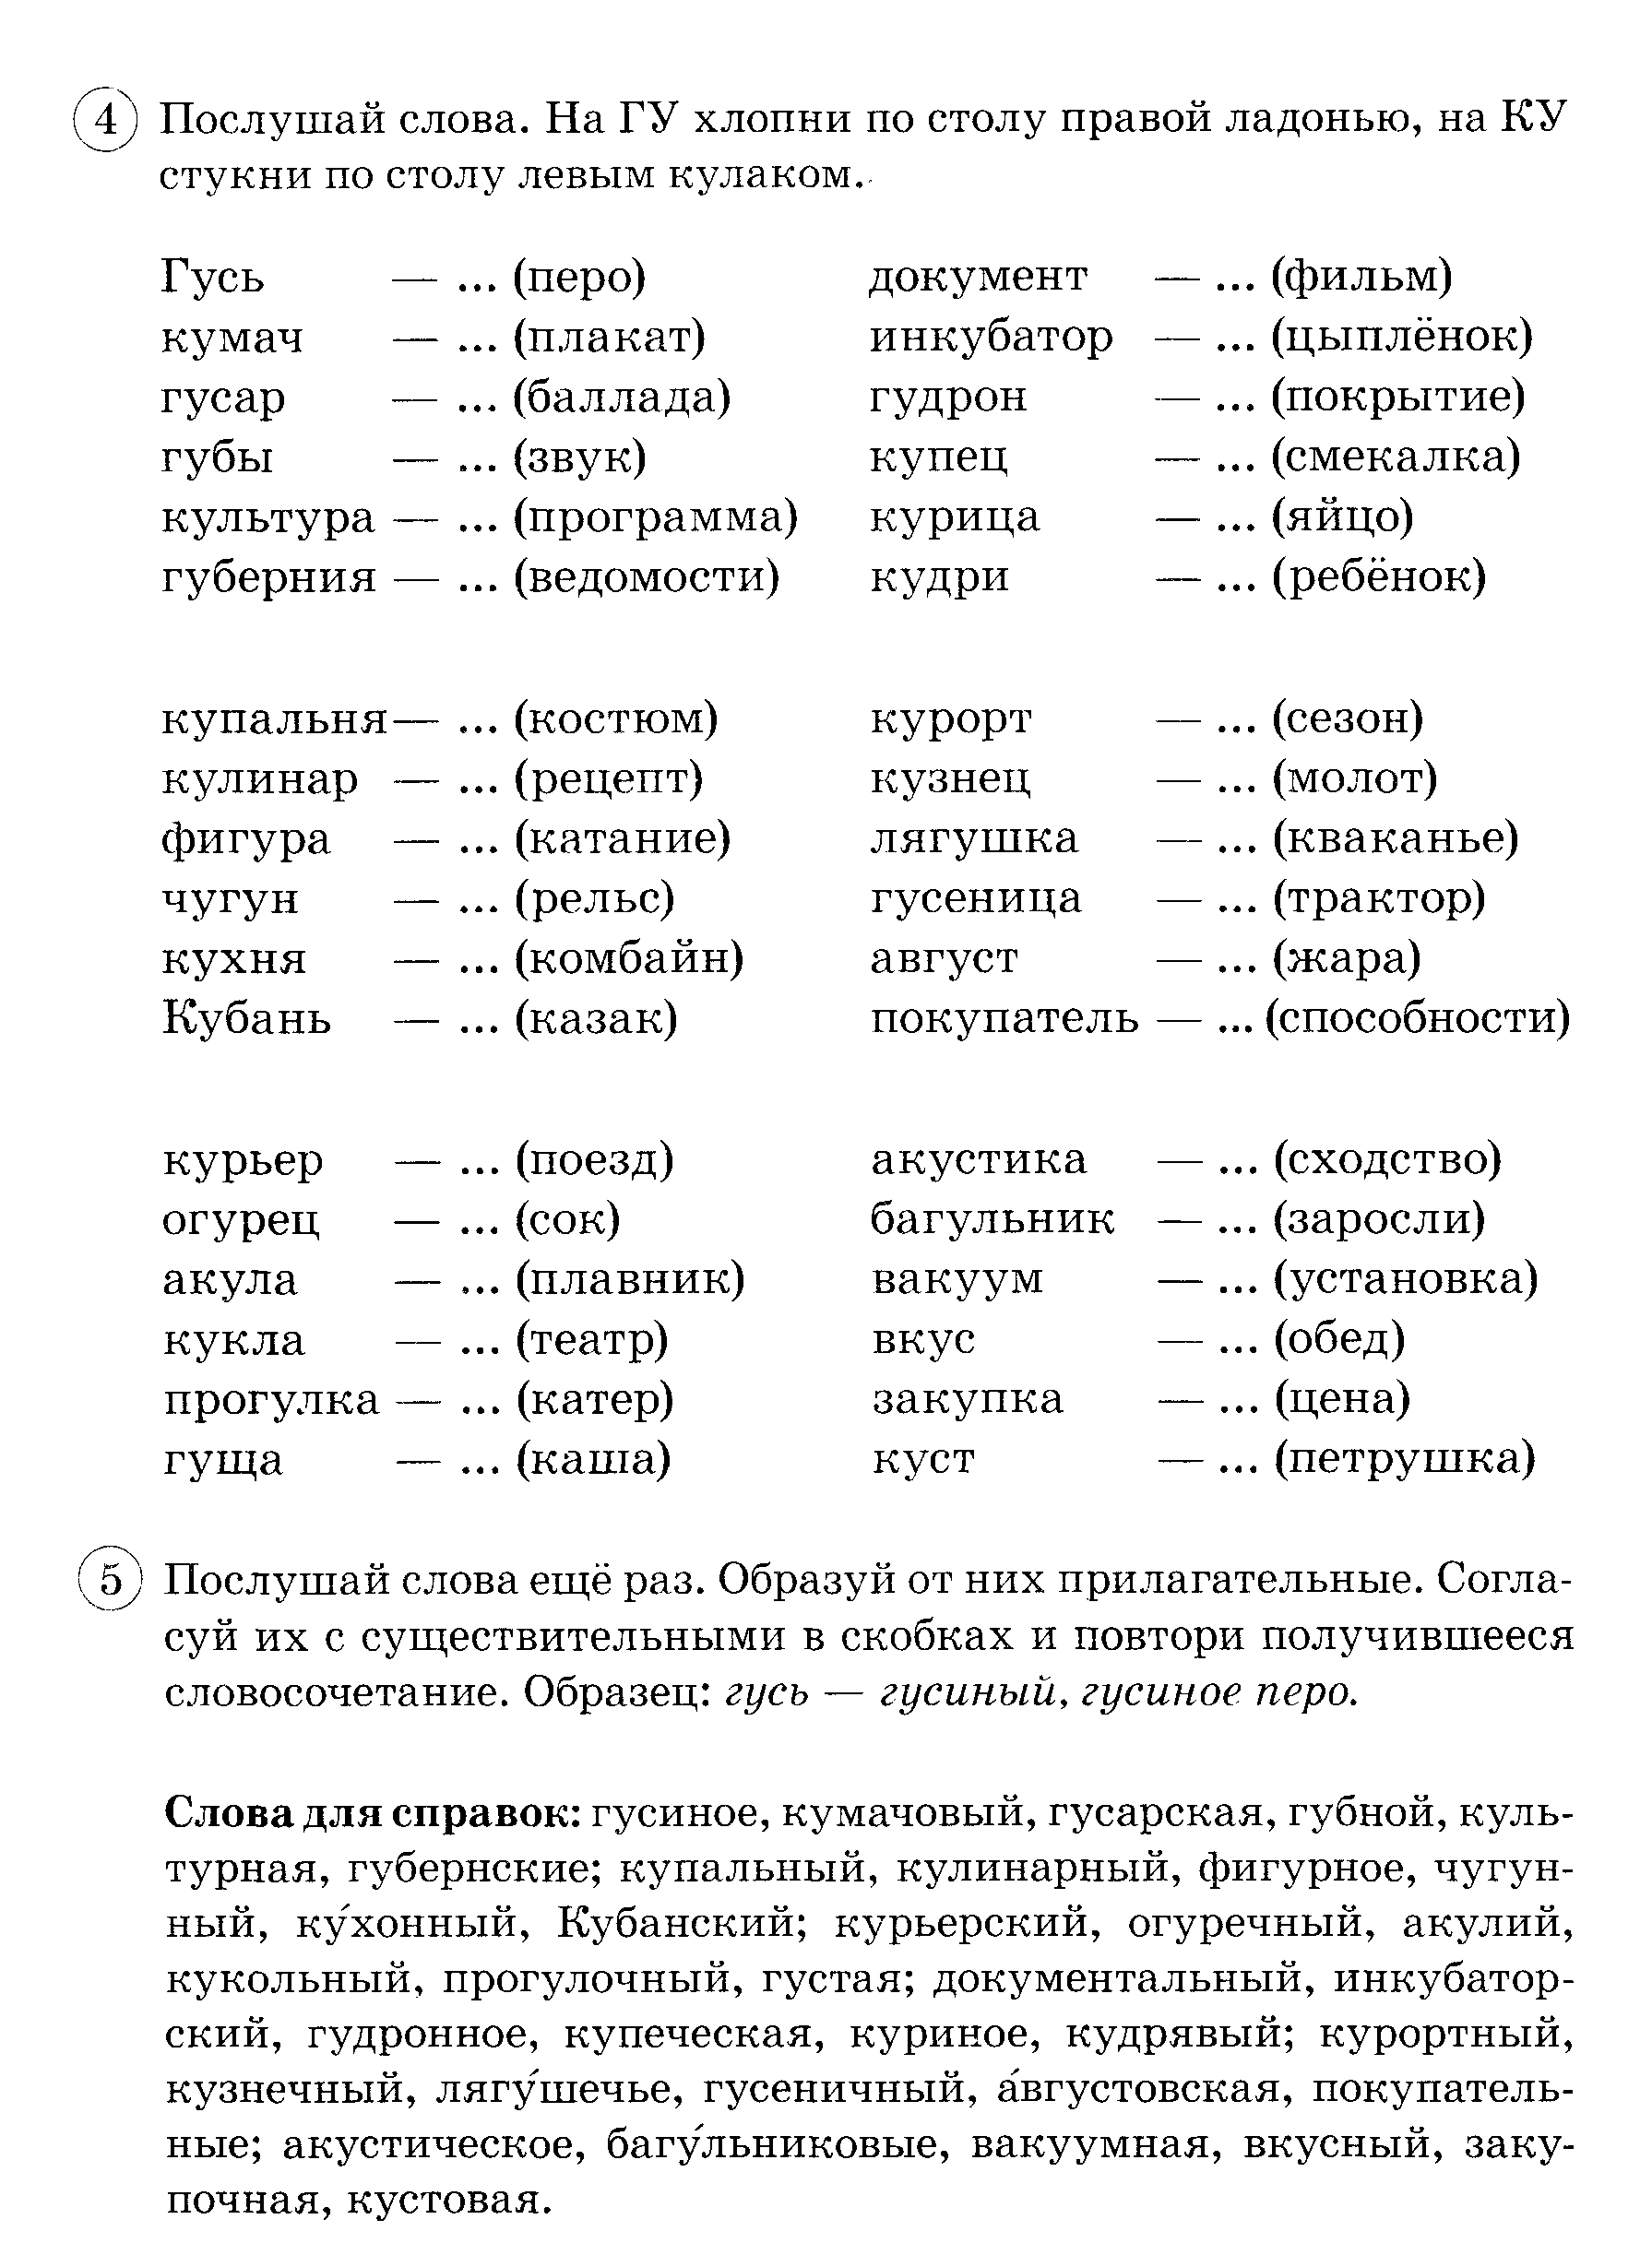 4 Послушай слова. На ГУ хлопни по столу правой ладонью, на КУ
стукни по столу левым кулаком.
Гусь — ... (перо) документ — ... (фильм)
кумач — ... (плакат) инкубатор — ... (цыплёнок)
гусар — ... (баллада) гудрон — ... (покрытие)
губы — ... (звук) купец — ... (смекалка)
культура — ... (программа) курица — ... (яйцо)
губерния — ... (ведомости) кудри — ... (ребёнок)
купальня — ... (костюм) курорт — ... (сезон)
кулинар — ... (рецепт) кузнец — ... (молот)
фигура — ... (катание) лягушка — ... (кваканье)
чугун — ... (рельс) гусеница — ... (трактор)
кухня — ... (комбайн) август — ... (жара)
Кубань — ... (казак) покупатель — ... (способности)
курьер — ... (поезд) акустика — ... (сходство)
огурец — ... (сок) багульник — ... (заросли)
акула — ... (плавник) вакуум — ... (установка)
кукла — ... (театр) вкус — ... (обед)
прогулка — ... (катер) закупка — ... (цена)
гуща — ... (каша) куст — ... (петрушка)
5 Послушай слова ещё раз. Образуй от них прилагательные. Согла-
суй их с существительными в скобках и повтори получившееся
словосочетание. Образец: гусь — гусиный, гусиное перо.
Слова для справок: гусиное, кумачовый, гусарская, губной, куль-
турная, губернские; купальный, кулинарный, фигурное, чугун-
ный, ку́хонный, Кубанский; курьерский, огуречный, акулий,
кукольный, прогулочный, густая; документальный, инкубатор-
ский, гудронное, купеческая, куриное, кудрявый; курортный,
кузнечный, лягу́шечье, гусеничный, а́вгустовская, покупатель-
ные; акустическое, багу́льниковые, вакуумная, вкусный, заку-
почная, кустовая.